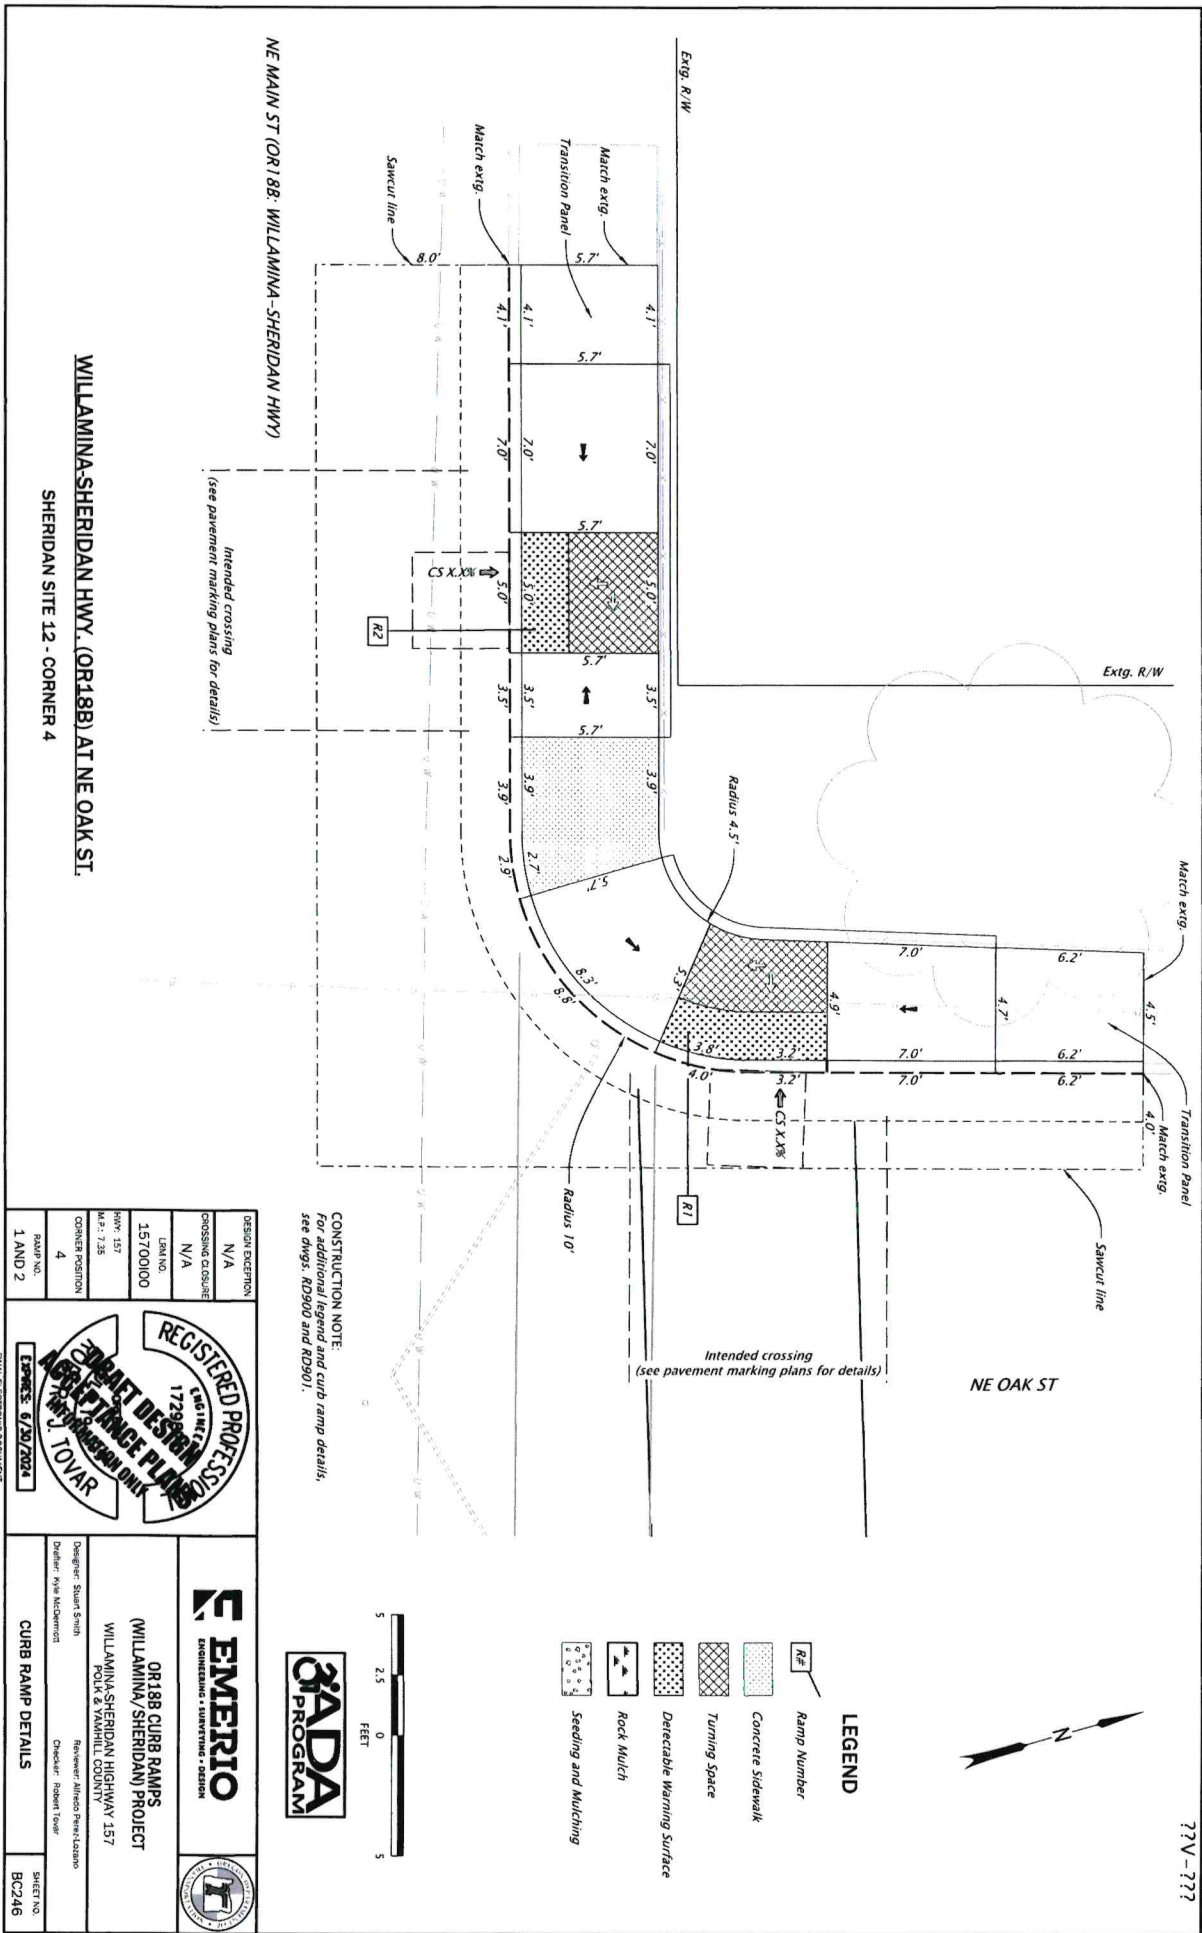 ??V-???
Extg. R/W
Extg. R/W
NE MAIN ST (OR18B: WILLAMINA-SHERIDAN HWY)
Sawcut line
Match extg.
Transition Panel
Match extg.
8.0'
5.7'
4.1'
4.1'
4.1'
5.7'
7.0'
7.0'
7.0'
5.7'
CS X.X%
5.0'
5.0'
5.0'
R2
5.7'
3.5'
3.5'
3.5'
5.7'
3.9'
3.9'
3.9'
2.9'
2.7'
5.7'
8.3'
8.8'
Radius 4.5'
5.3'
Radius 10'
3.8'
4.0'
3.2'
3.2'
4.9'
CS X.X%
R1
7.0'
7.0'
7.0'
4.7'
6.2'
6.2'
6.2'
4.5'
4.0'
Match extg.
Transition Panel
Match extg.
Sawcut line
Intended crossing
(see pavement marking plans for details)
Intended crossing
(see pavement marking plans for details)
NE OAK ST
WILLAMINA-SHERIDAN HWY. (OR18B) AT NE OAK ST.
SHERIDAN SITE 12 - CORNER 4
CONSTRUCTION NOTE:
For additional legend and curb ramp details,
see dwgs. RD900 and RD901.
N
LEGEND
R#
Ramp Number
Concrete Sidewalk
Turning Space
Detectable Warning Surface
Rock Mulch
Seeding and Mulching
5 2.5 0 5
FEET
ADA
PROGRAM
DESIGN EXCEPTION
N/A
CROSSING CLOSURE
N/A
LRM NO.
15700I00
HWY: 157
M.P.: 7.35
CORNER POSITION
4
RAMP NO.
1 AND 2
REGISTERED PROFESSIONAL
ENGINEER
DRAFT DESIGN
ACCEPTANCE PLANS
INFORMATION ONLY
J. TOVAR
EXPIRES: 6/30/2024
EMERIO
ENGINEERING • SURVEYING • DESIGN
OR18B CURB RAMPS
(WILLAMINA/SHERIDAN) PROJECT
WILLAMINA-SHERIDAN HIGHWAY 157
POLK & YAMHILL COUNTY
Designer: Stuart Smith
Reviewer: Alfredo Perez-Lozano
Drafter: Kyle McDermott
Checker: Robert Tovar
CURB RAMP DETAILS
SHEET NO.
BC246